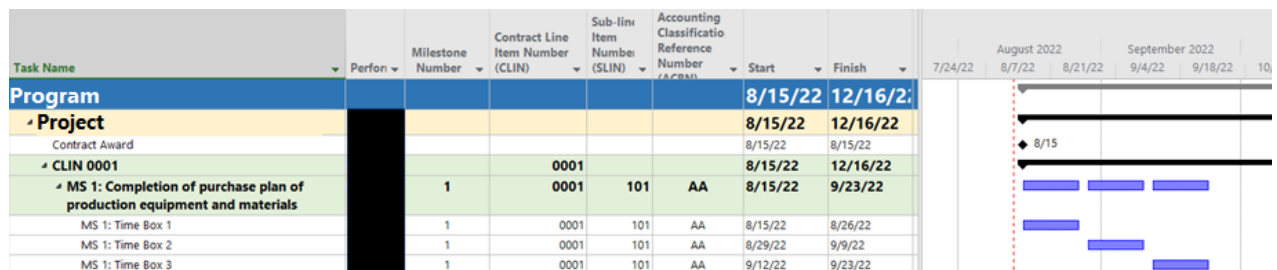 Task Name
Perfor
Milestone
Number
Contract Line
Item Number
(CLIN)
Sub-line
Item
Number
(SLIN)
Accounting
Classificatio
Reference
Number
(ACRN)
Start
Finish
August 2022
September 2022
7/24/22 8/7/22 8/21/22 9/4/22 9/18/22 10/
Program 8/15/22 12/16/2
Project 8/15/22 12/16/22
Contract Award 8/15/22 8/15/22 8/15
CLIN 0001 0001 8/15/22 12/16/22
MS 1: Completion of purchase plan of 1 0001 101 AA 8/15/22 9/23/22
production equipment and materials
MS 1: Time Box 1 1 0001 101 AA 8/15/22 8/26/22
MS 1: Time Box 2 1 0001 101 AA 8/29/22 9/9/22
MS 1: Time Box 3 1 0001 101 AA 9/12/22 9/23/22